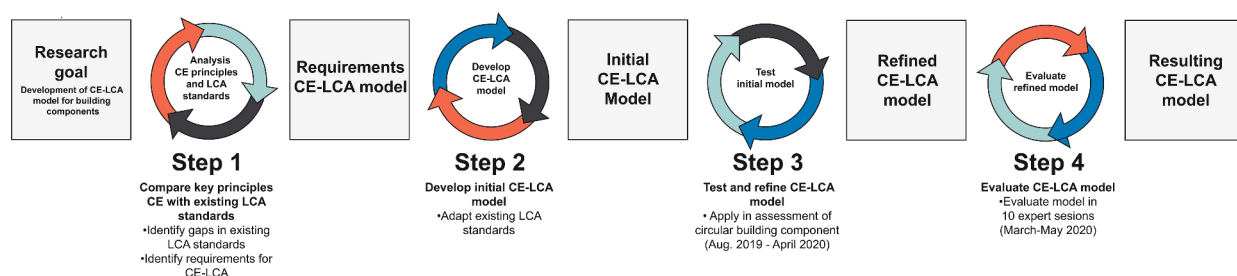 Research
goal
Development of CE-LCA
model for building
components
Analysis
CE principles
and LCA
standards
Requirements
CE-LCA model
Develop
CE-LCA
model
Initial
CE-LCA
Model
Test
initial model
Refined
CE-LCA
model
Evaluate
refined model
Resulting
CE-LCA
model
Step 1
Compare key principles
CE with existing LCA
standards
•Identify gaps in existing
LCA standards
•Identify requirements for
CE-LCA
Step 2
Develop initial CE-LCA
model
•Adapt existing LCA
standards
Step 3
Test and refine CE-LCA
model
• Apply in assessment of
circular building component
(Aug. 2019 - April 2020)
Step 4
Evaluate CE-LCA model
•Evaluate model in
10 expert sesions
(March-May 2020)